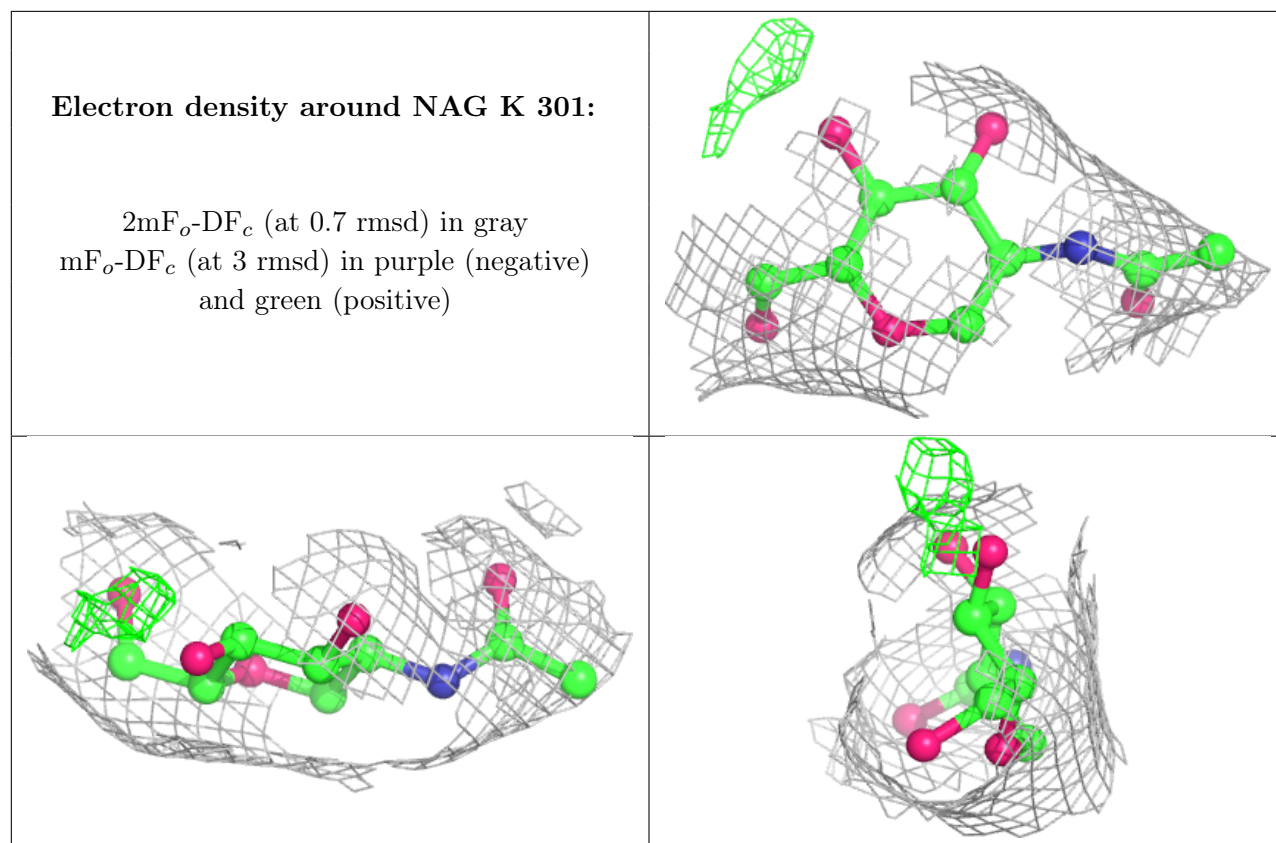 Electron density around NAG K 301:
2mFo-DFc (at 0.7 rmsd) in gray
mFo-DFc (at 3 rmsd) in purple (negative)
and green (positive)